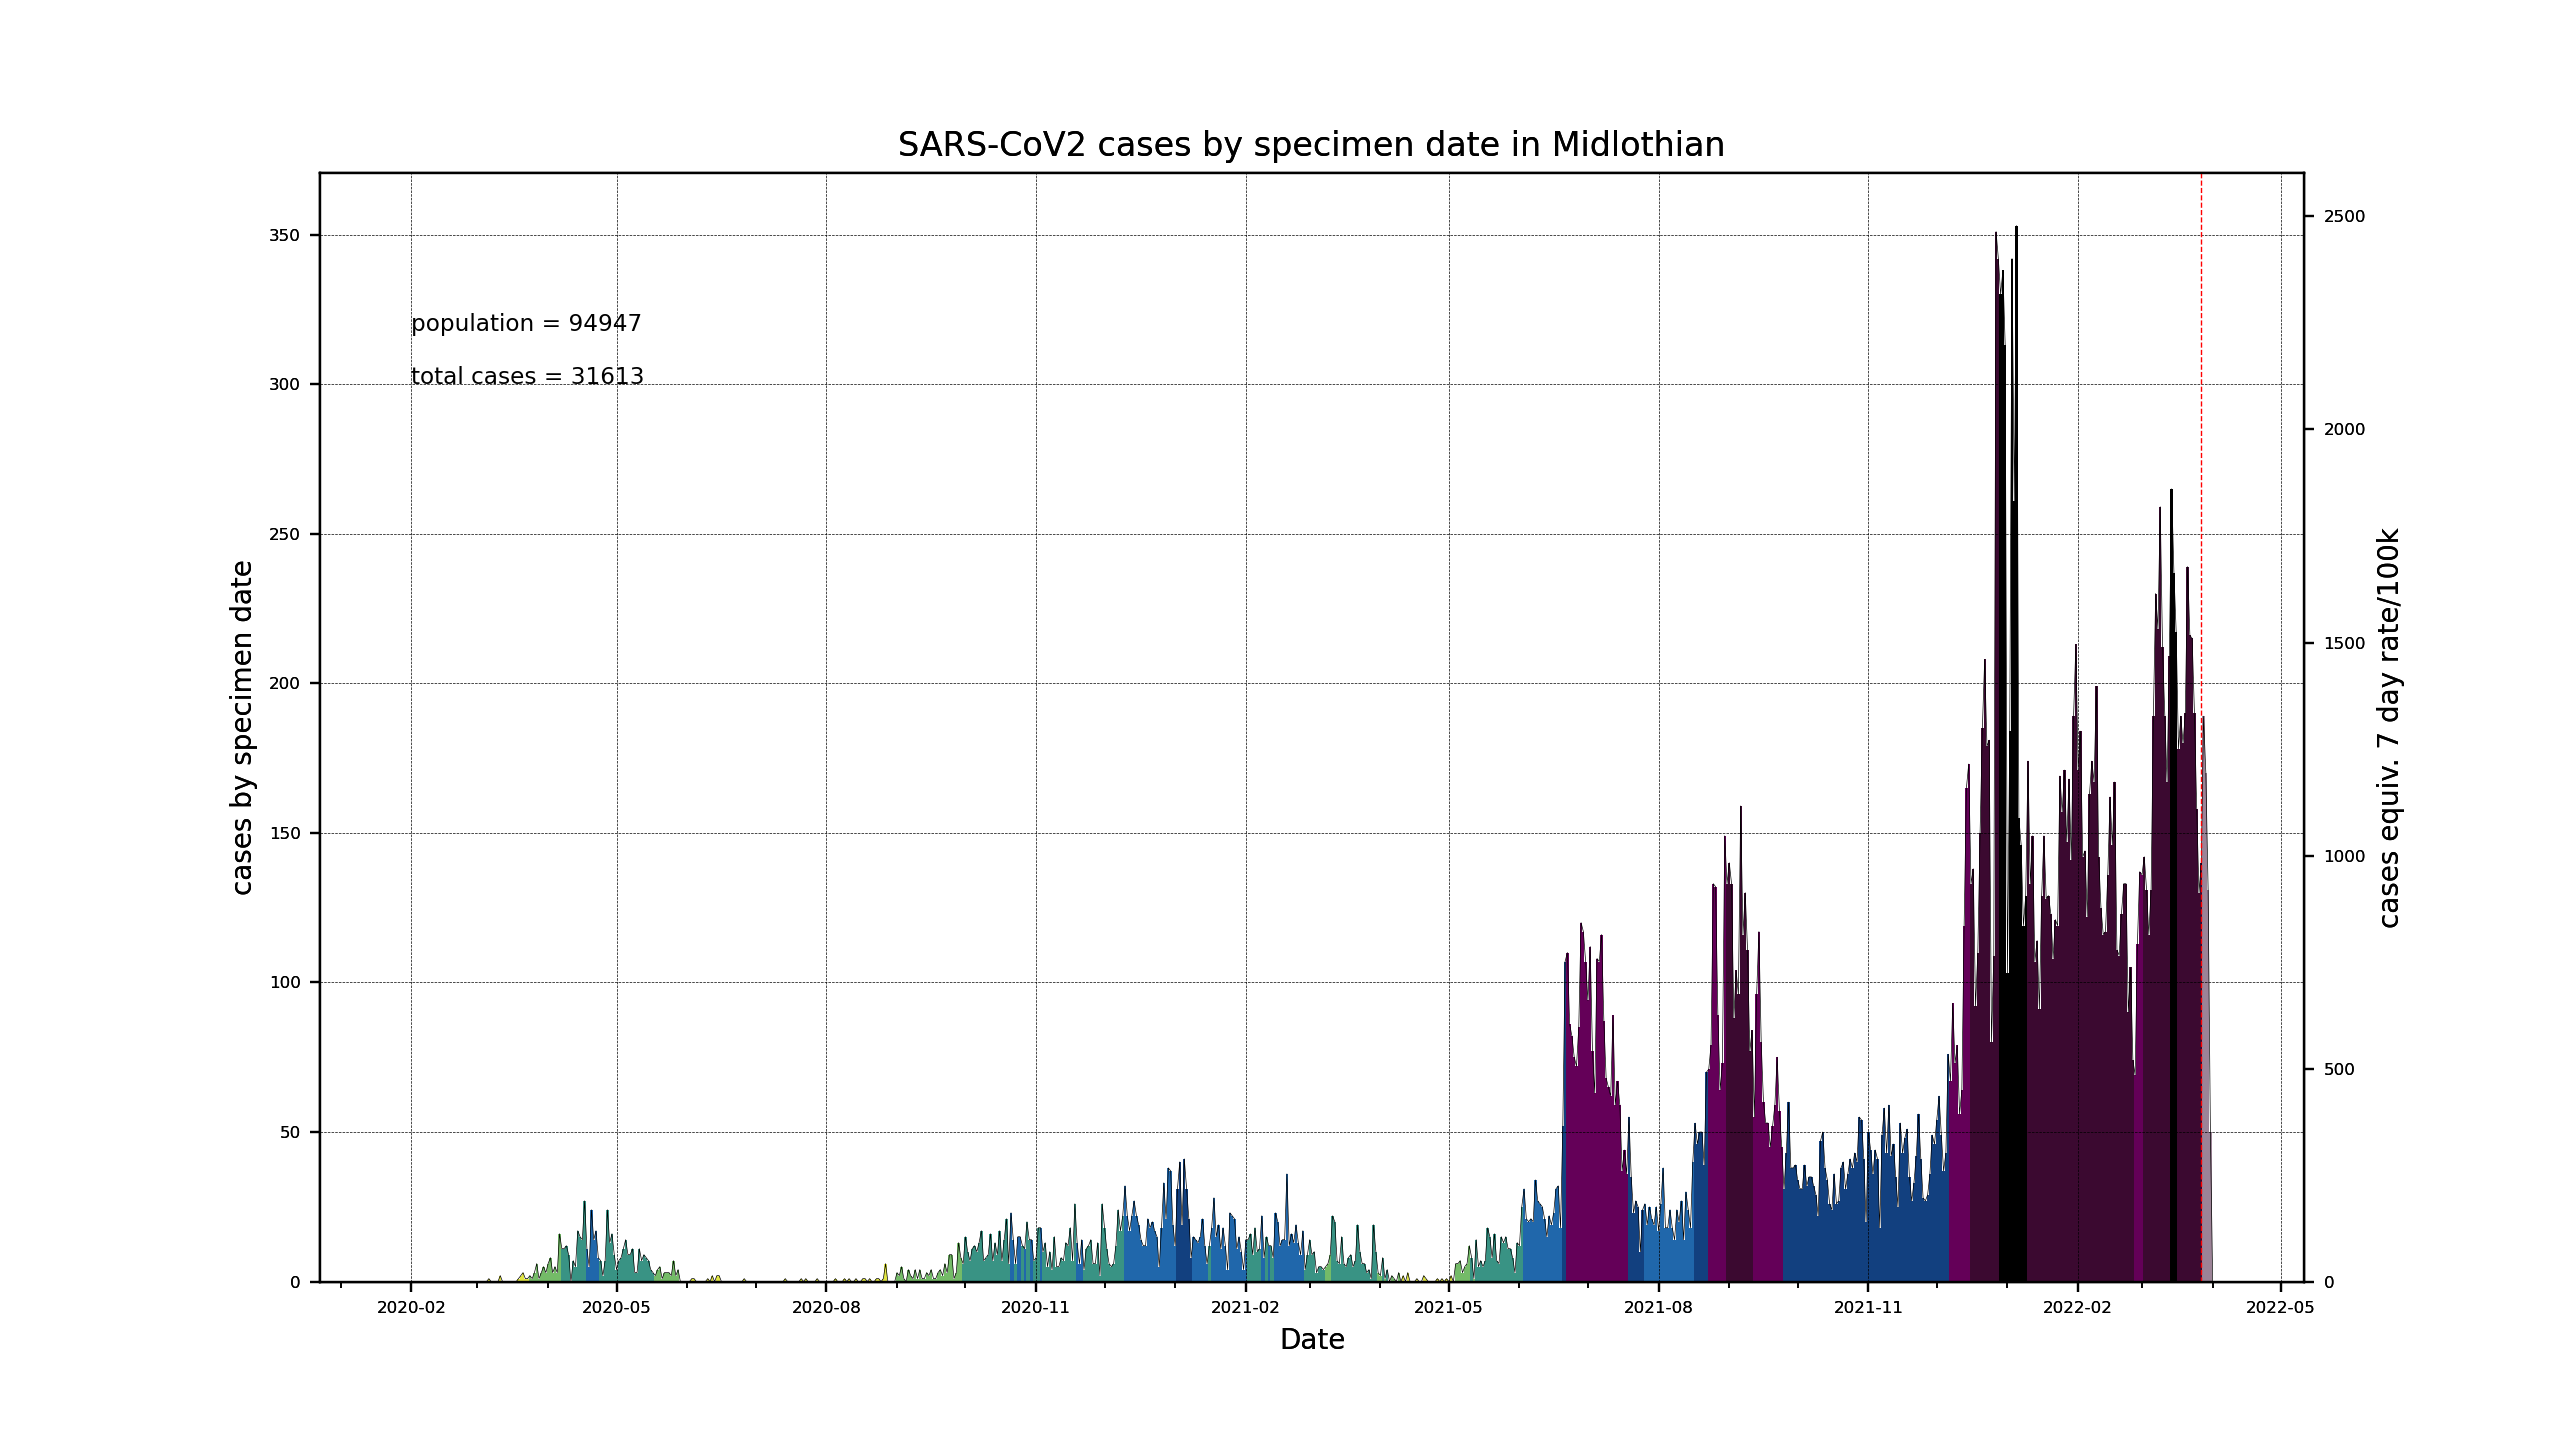 SARS-CoV2 cases by specimen date in Midlothian
population = 94947
total cases = 31613
cases by specimen date
350
300
250
200
150
100
50
0
2500
2000
1500
1000
500
0
cases equiv. 7 day rate/100k
2020-02 2020-05 2020-08 2020-11 2021-02 2021-05 2021-08 2021-11 2022-02 2022-05
Date